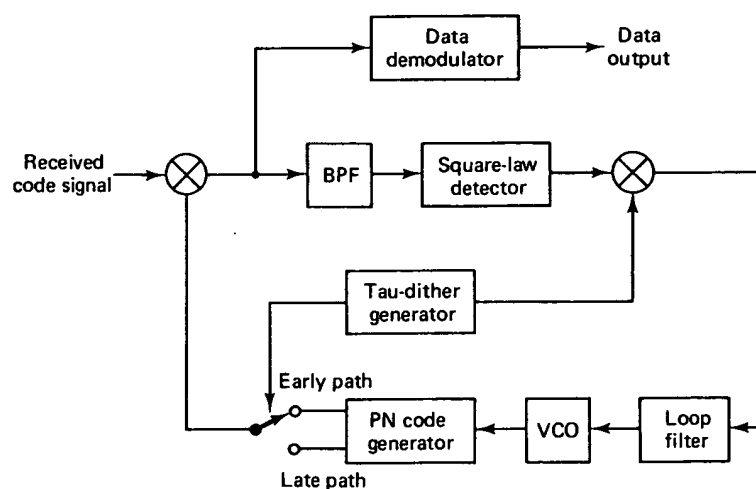 Data
demodulator
Data
output
Received
code signal
BPF
Square-law
detector
Tau-dither
generator
Early path
PN code
generator
VCO
Loop
filter
Late path